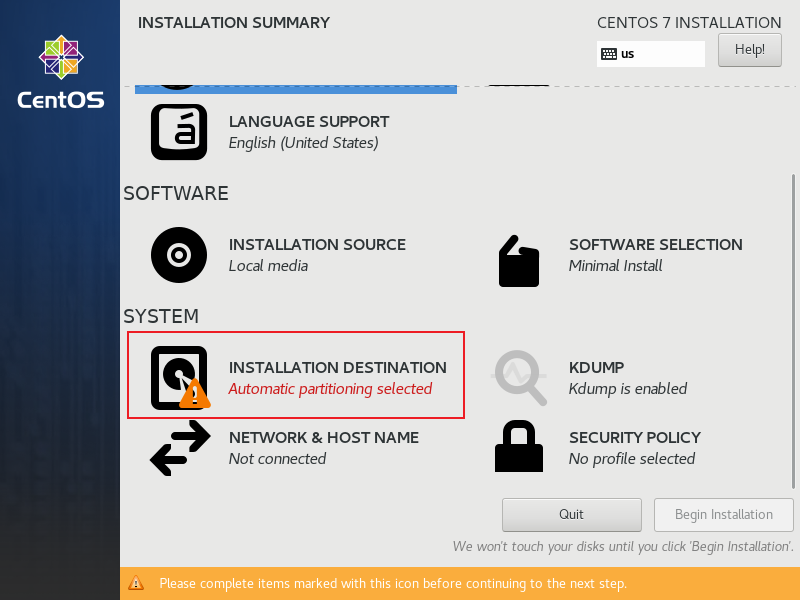 INSTALLATION SUMMARY
CENTOS 7 INSTALLATION
us
Help!
CentOS
LANGUAGE SUPPORT
English (United States)
SOFTWARE
INSTALLATION SOURCE
Local media
SOFTWARE SELECTION
Minimal Install
SYSTEM
INSTALLATION DESTINATION
Automatic partitioning selected
KDUMP
Kdump is enabled
NETWORK & HOST NAME
Not connected
SECURITY POLICY
No profile selected
Quit
Begin Installation
We won't touch your disks until you click 'Begin Installation'.
Please complete items marked with this icon before continuing to the next step.